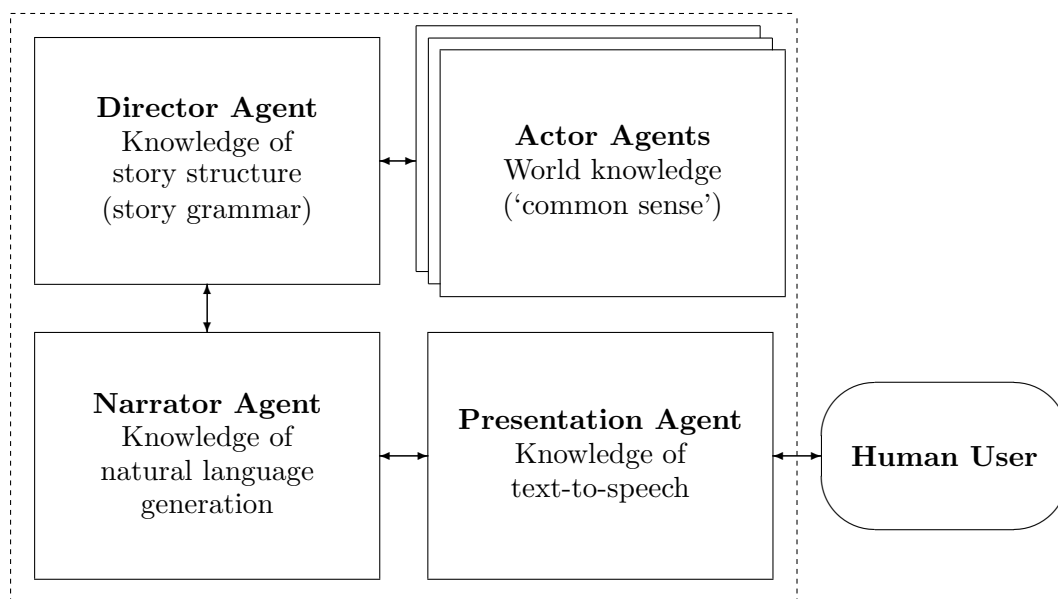 Director Agent
Knowledge of
story structure
(story grammar)
Actor Agents
World knowledge
(‘common sense’)
Narrator Agent
Knowledge of
natural language
generation
Presentation Agent
Knowledge of
text-to-speech
Human User